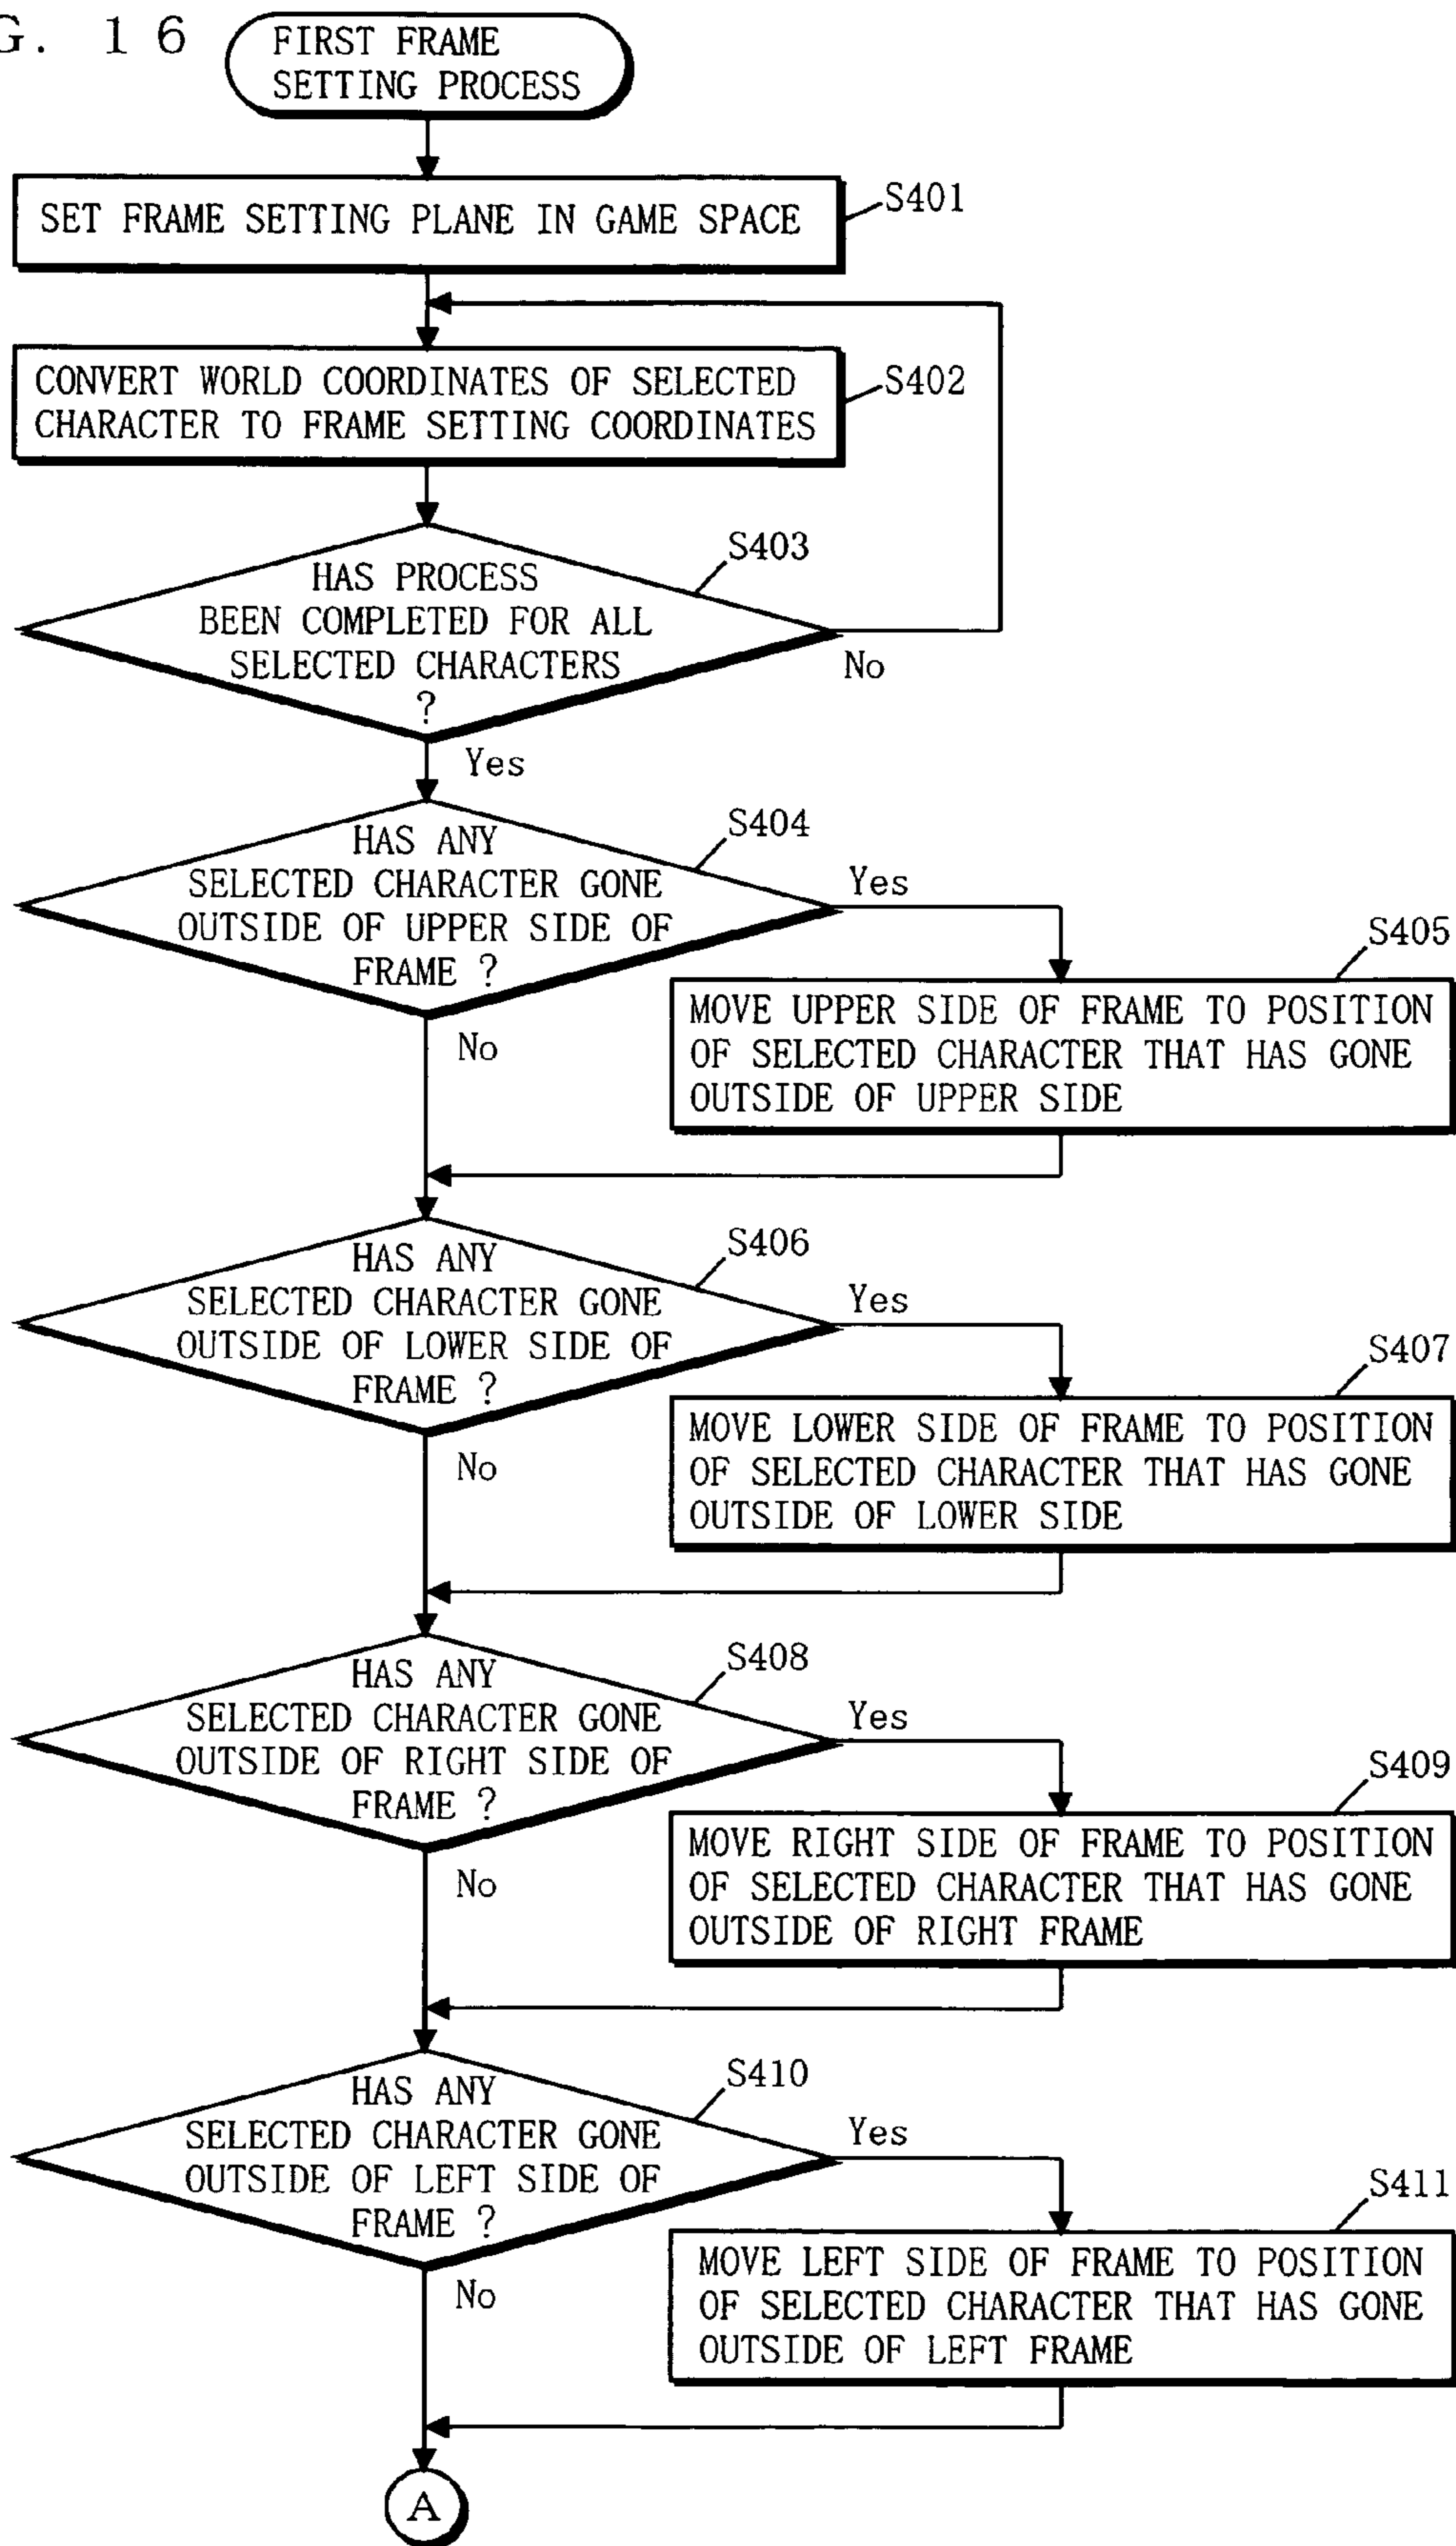 G. 16
FIRST FRAME
SETTING PROCESS
SET FRAME SETTING PLANE IN GAME SPACE
S401
CONVERT WORLD COORDINATES OF SELECTED
CHARACTER TO FRAME SETTING COORDINATES
S402
HAS PROCESS
BEEN COMPLETED FOR ALL
SELECTED CHARACTERS
?
S403
No
Yes
HAS ANY
SELECTED CHARACTER GONE
OUTSIDE OF UPPER SIDE OF
FRAME ?
S404
Yes
No
S405
MOVE UPPER SIDE OF FRAME TO POSITION
OF SELECTED CHARACTER THAT HAS GONE
OUTSIDE OF UPPER SIDE
HAS ANY
SELECTED CHARACTER GONE
OUTSIDE OF LOWER SIDE OF
FRAME ?
S406
Yes
No
S407
MOVE LOWER SIDE OF FRAME TO POSITION
OF SELECTED CHARACTER THAT HAS GONE
OUTSIDE OF LOWER SIDE
HAS ANY
SELECTED CHARACTER GONE
OUTSIDE OF RIGHT SIDE OF
FRAME ?
S408
Yes
No
S409
MOVE RIGHT SIDE OF FRAME TO POSITION
OF SELECTED CHARACTER THAT HAS GONE
OUTSIDE OF RIGHT FRAME
HAS ANY
SELECTED CHARACTER GONE
OUTSIDE OF LEFT SIDE OF
FRAME ?
S410
Yes
No
S411
MOVE LEFT SIDE OF FRAME TO POSITION
OF SELECTED CHARACTER THAT HAS GONE
OUTSIDE OF LEFT FRAME
A